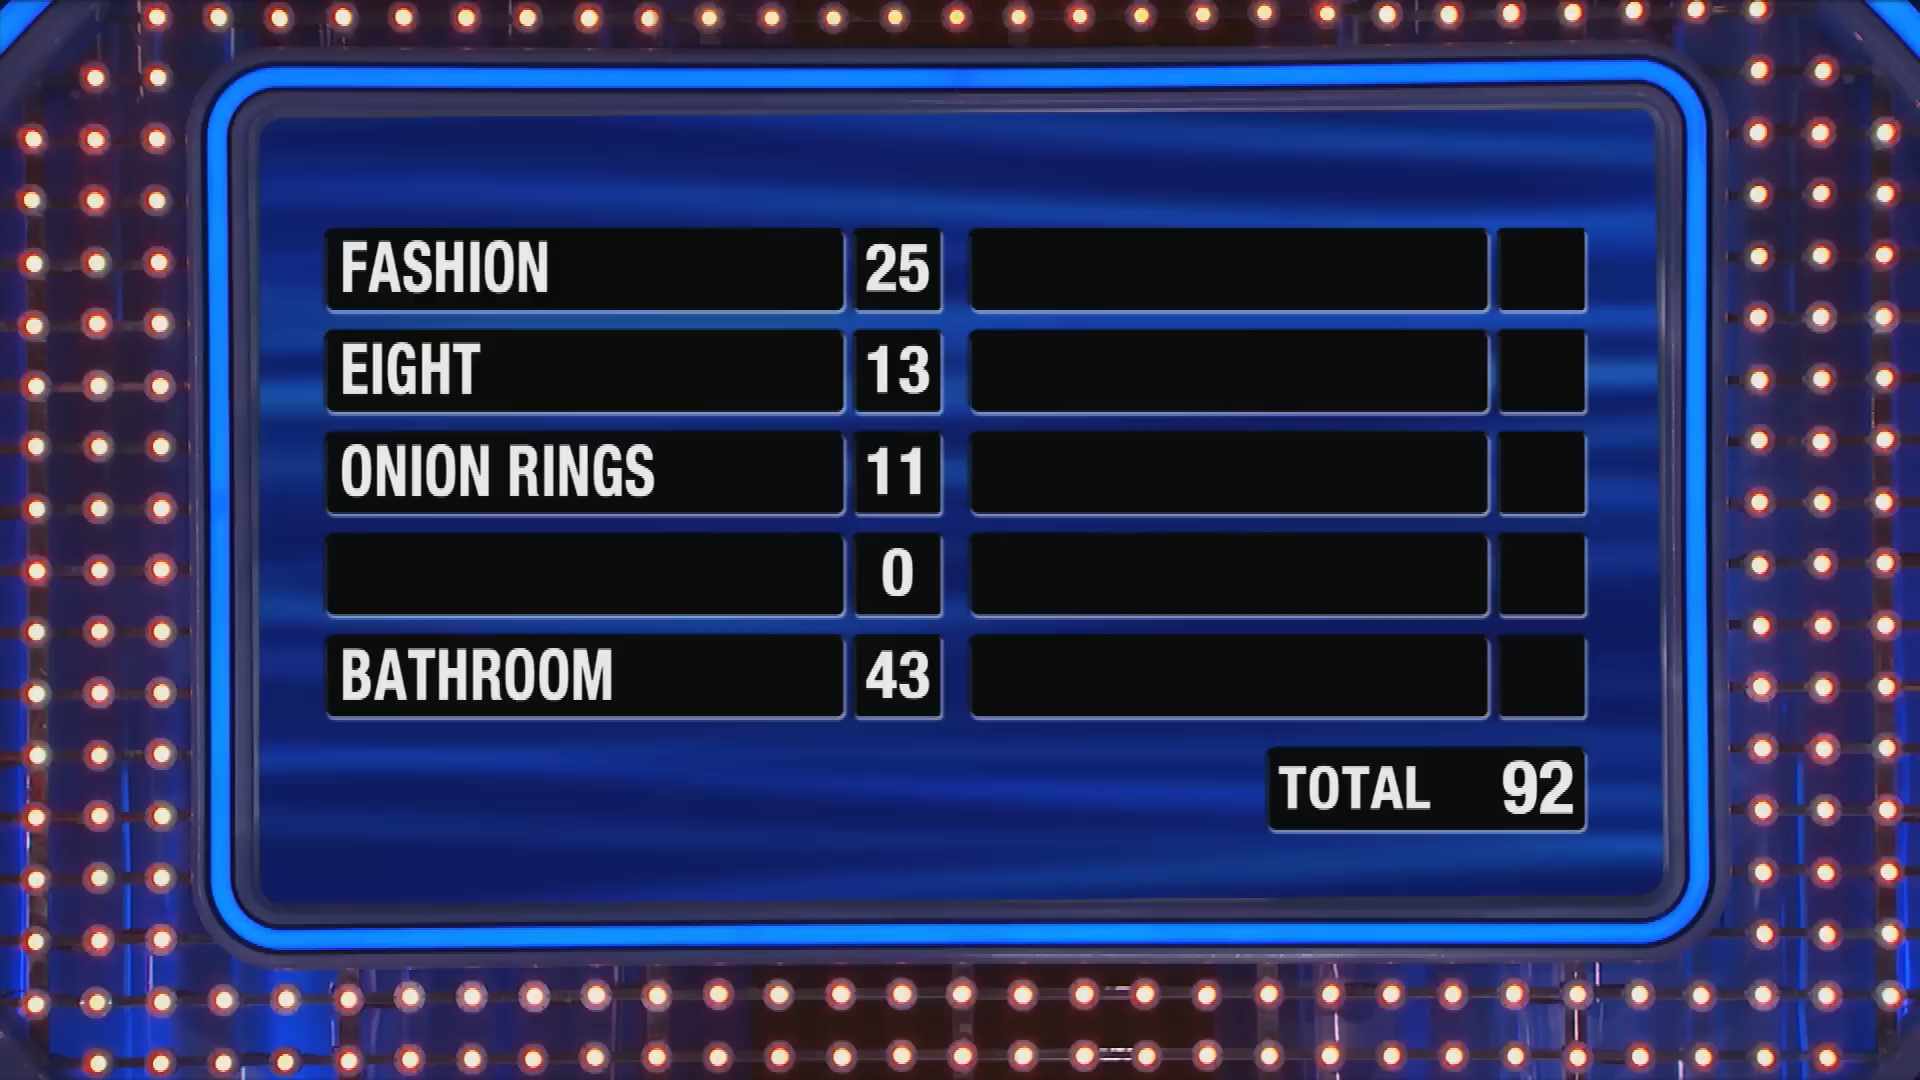 FASHION 25
EIGHT 13
ONION RINGS 11
0
BATHROOM 43
TOTAL 92